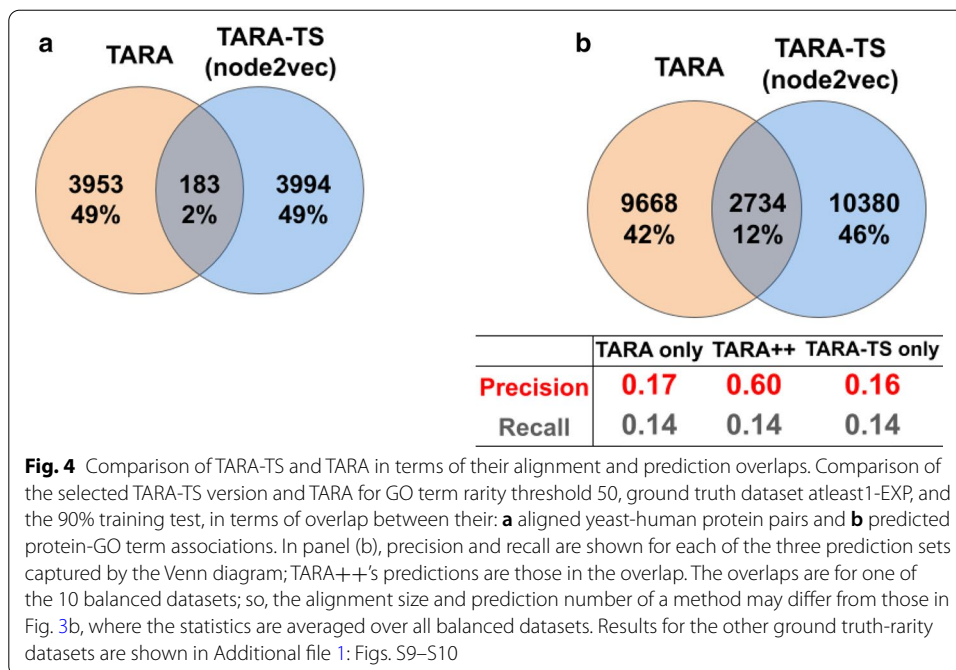 a
TARA
TARA-TS
(node2vec)
3953
49%
183
2%
3994
49%
b
TARA
TARA-TS
(node2vec)
9668
42%
2734
12%
10380
46%
TARA only TARA++ TARA-TS only
Precision 0.17 0.60 0.16
Recall 0.14 0.14 0.14
Fig. 4 Comparison of TARA-TS and TARA in terms of their alignment and prediction overlaps. Comparison of
the selected TARA-TS version and TARA for GO term rarity threshold 50, ground truth dataset atleast1-EXP, and
the 90% training test, in terms of overlap between their: a aligned yeast-human protein pairs and b predicted
protein-GO term associations. In panel (b), precision and recall are shown for each of the three prediction sets
captured by the Venn diagram; TARA++'s predictions are those in the overlap. The overlaps are for one of
the 10 balanced datasets; so, the alignment size and prediction number of a method may differ from those in
Fig. 3b, where the statistics are averaged over all balanced datasets. Results for the other ground truth-rarity
datasets are shown in Additional file 1: Figs. S9–S10